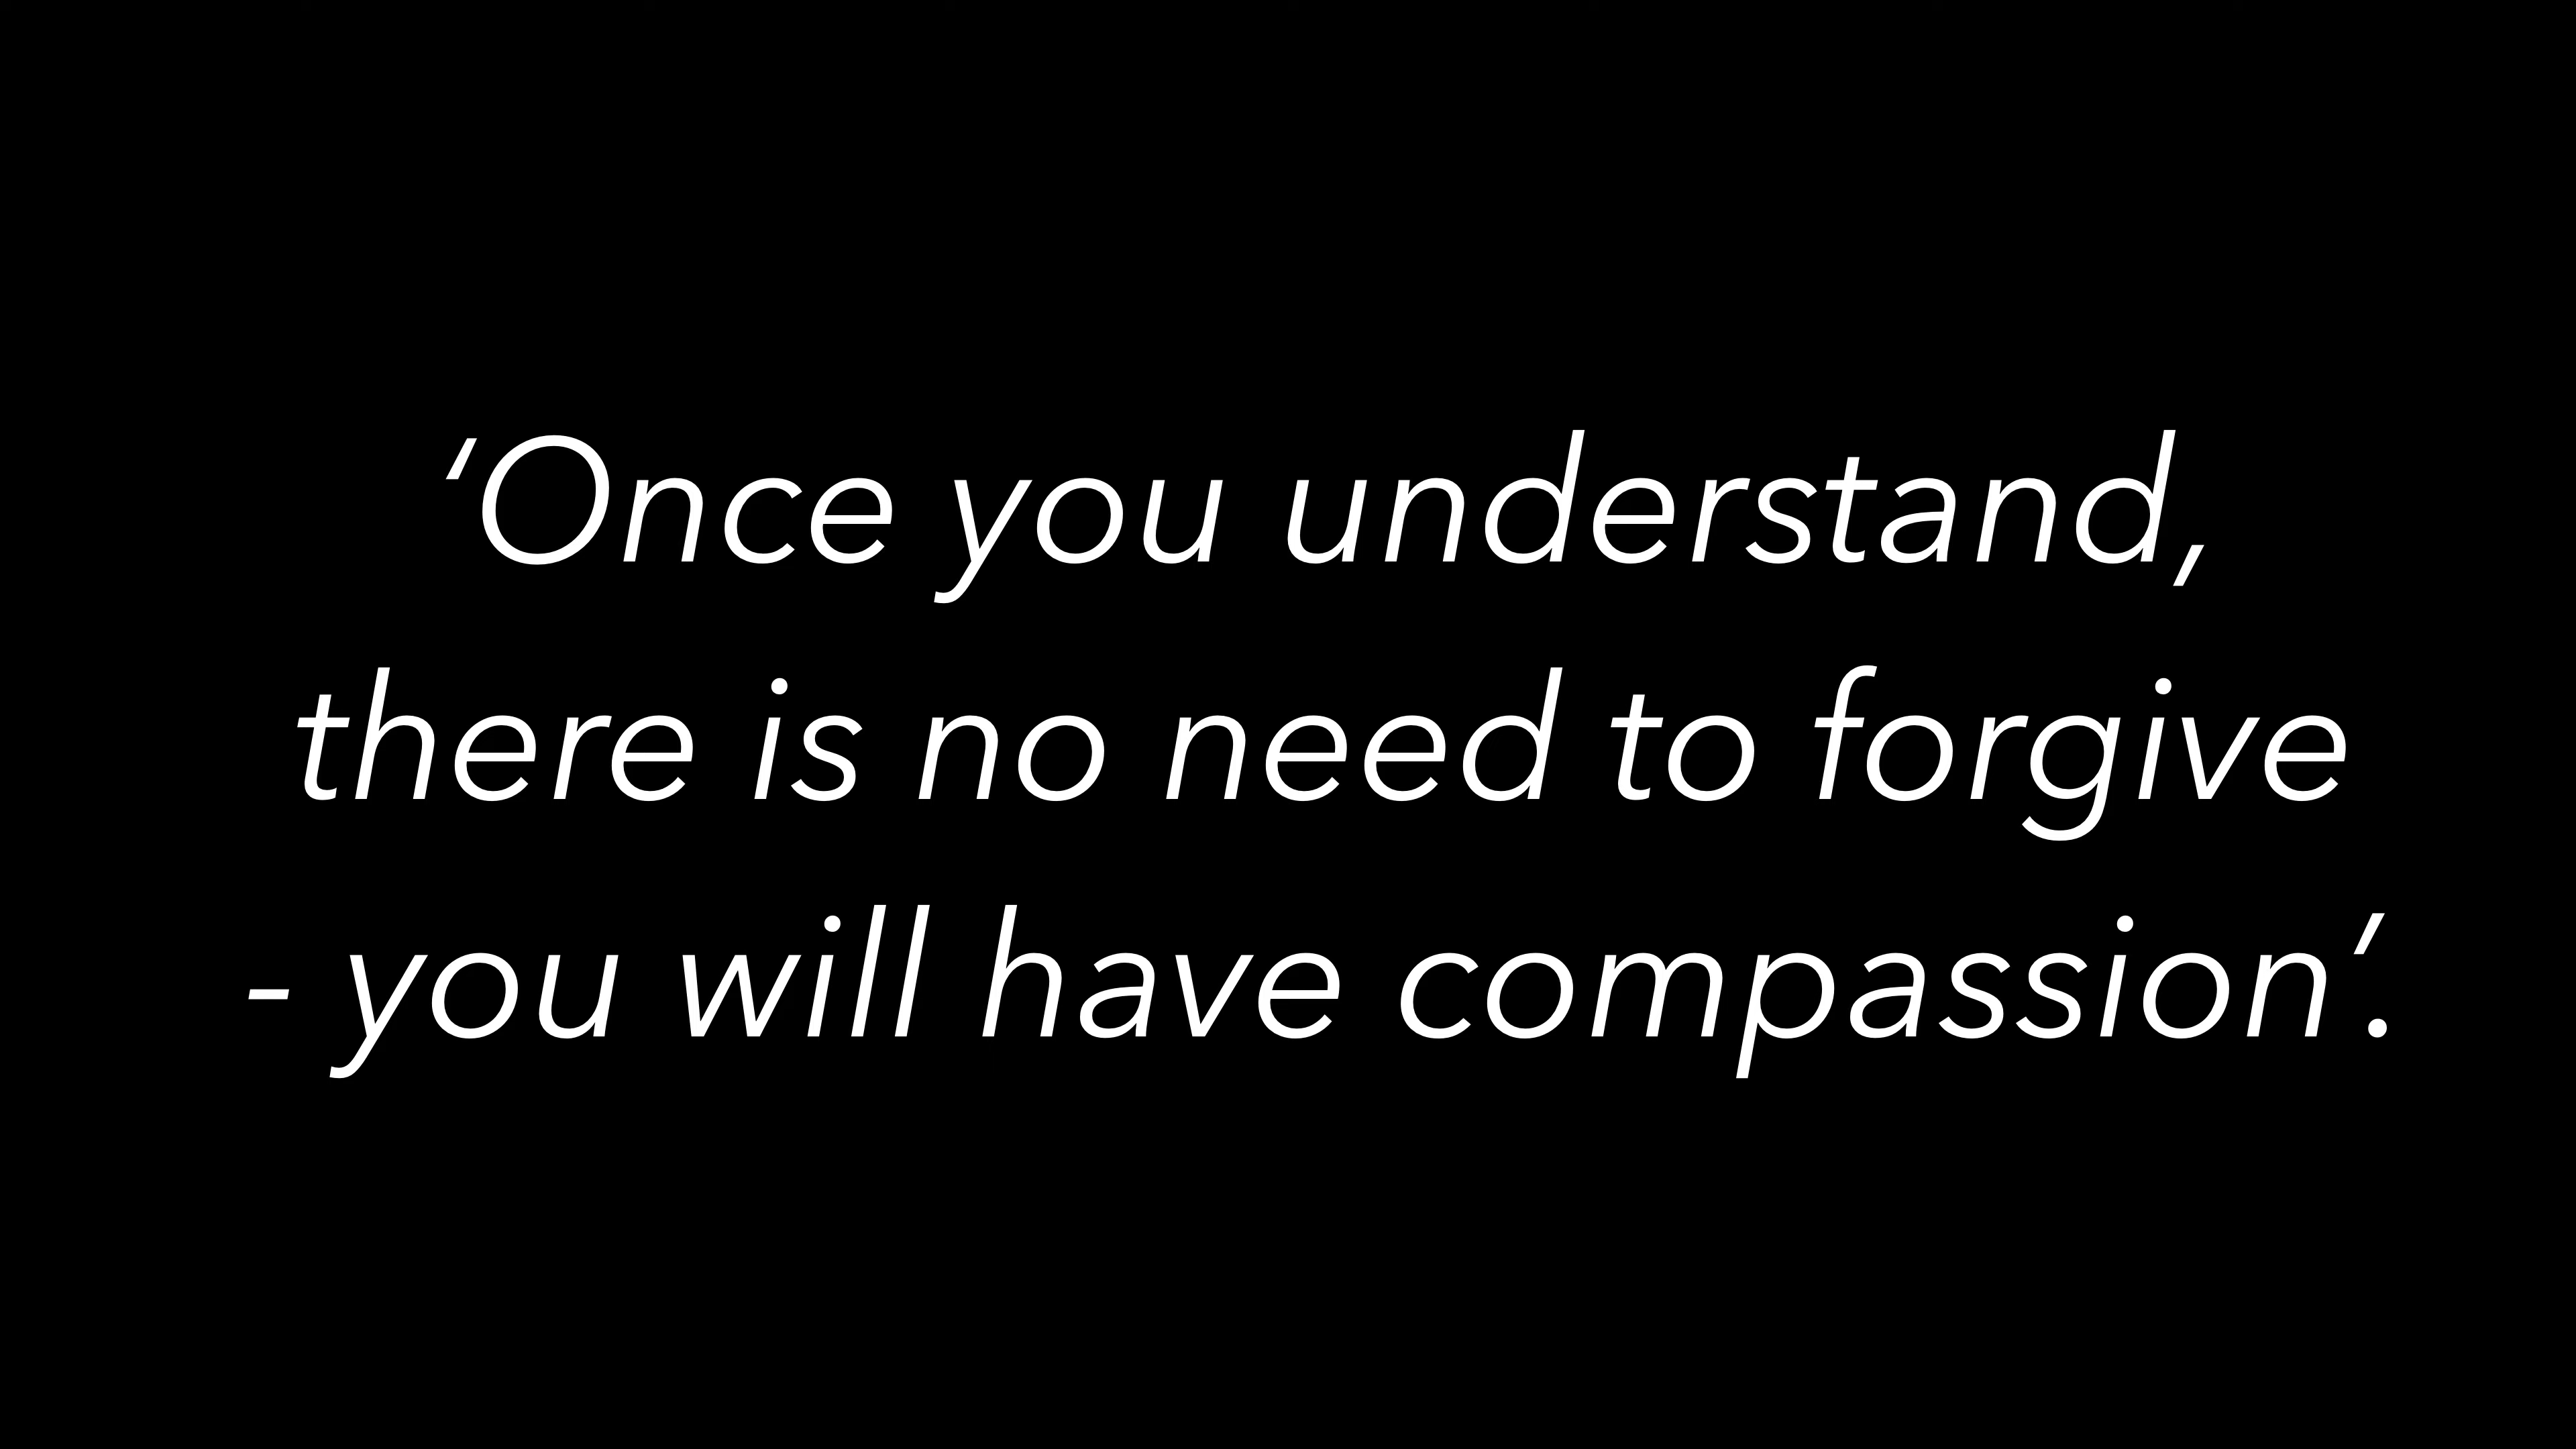 ‘Once you understand,
there is no need to forgive
- you will have compassion’.